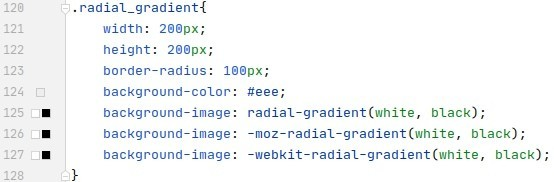 120 .radial_gradient{
121 width: 200px;
122 height: 200px;
123 border-radius: 100px;
124 background-color: #eee;
125 background-image: radial-gradient(white, black);
126 background-image: -moz-radial-gradient(white, black);
127 background-image: -webkit-radial-gradient(white, black);
128 }